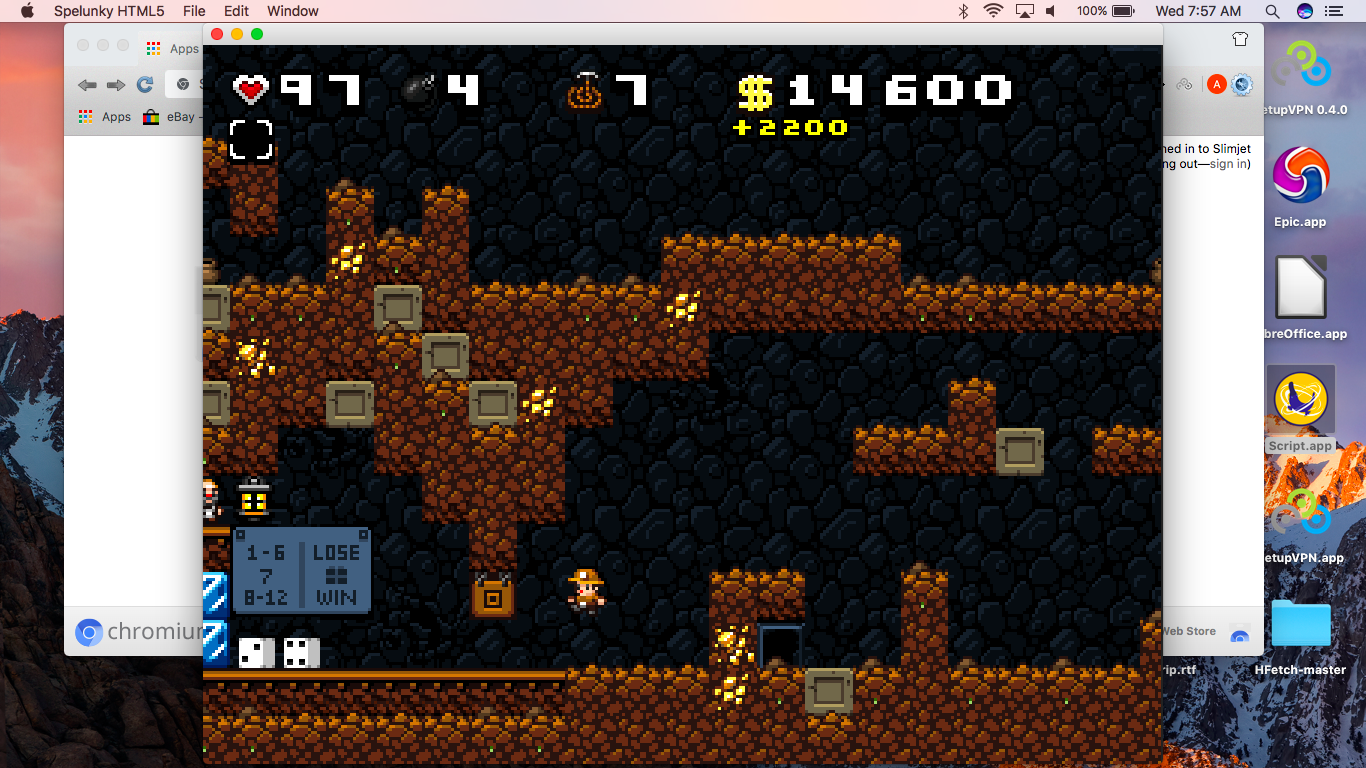 Spelunky HTML5 File Edit Window 100% Wed 7:57 AM
Apps
97 4 7 $14600
+2200
A
Apps eBay
etupVPN 0.4.0
ned in to Slimjet
ng out—sign in)
Epic.app
breOffice.app
Script.app
1-6 LOSE
7
8-12 WIN
etupVPN.app
chromiu
Web Store
rip.rtf HFetch-master